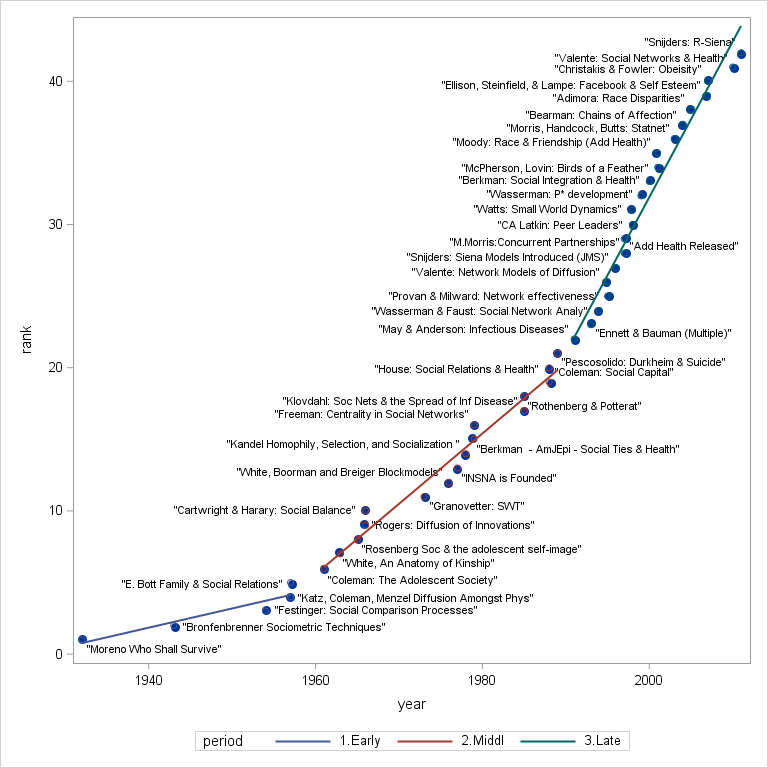 "Snijders: R-Siena"
"Valente: Social Networks & Health"
"Christakis & Fowler: Obeisity"
40
"Ellison, Steinfield, & Lampe: Facebook & Self Esteem"
"Adimora: Race Disparities"
"Bearman: Chains of Affection"
"Morris, Handcock, Butts: Statnet"
"Moody: Race & Friendship (Add Health)"
"McPherson, Lovin: Birds of a Feather"
"Berkman: Social Integration & Health"
"Wasserman: P* development"
"Watts: Small World Dynamics"
30
"CA Latkin: Peer Leaders"
"M.Morris:Concurrent Partnerships"
"Add Health Released"
"Snijders: Siena Models Introduced (JMS)"
"Valente: Network Models of Diffusion"
"Provan & Milward: Network effectiveness"
"Wasserman & Faust: Social Network Analy"
"May & Anderson: Infectious Diseases"
"Ennett & Bauman (Multiple)"
rank
"Pescosolido: Durkheim & Suicide"
20
"House: Social Relations & Health"
"Coleman: Social Capital"
"Klovdahl: Soc Nets & the Spread of Inf Disease"
"Rothenberg & Potterat"
"Freeman: Centrality in Social Networks"
"Kandel Homophily, Selection, and Socialization "
"Berkman - AmJEpi - Social Ties & Health"
"White, Boorman and Breiger Blockmodels"
"INSNA is Founded"
"Granovetter: SWT"
10
"Cartwright & Harary: Social Balance"
"Rogers: Diffusion of Innovations"
"Rosenberg Soc & the adolescent self-image"
"White, An Anatomy of Kinship"
"Coleman: The Adolescent Society"
"E. Bott Family & Social Relations"
"Katz, Coleman, Menzel Diffusion Amongst Phys"
"Festinger: Social Comparison Processes"
"Bronfenbrenner Sociometric Techniques"
"Moreno Who Shall Survive"
0
1940 1960 1980 2000
year
period 1.Early 2.Middl 3.Late